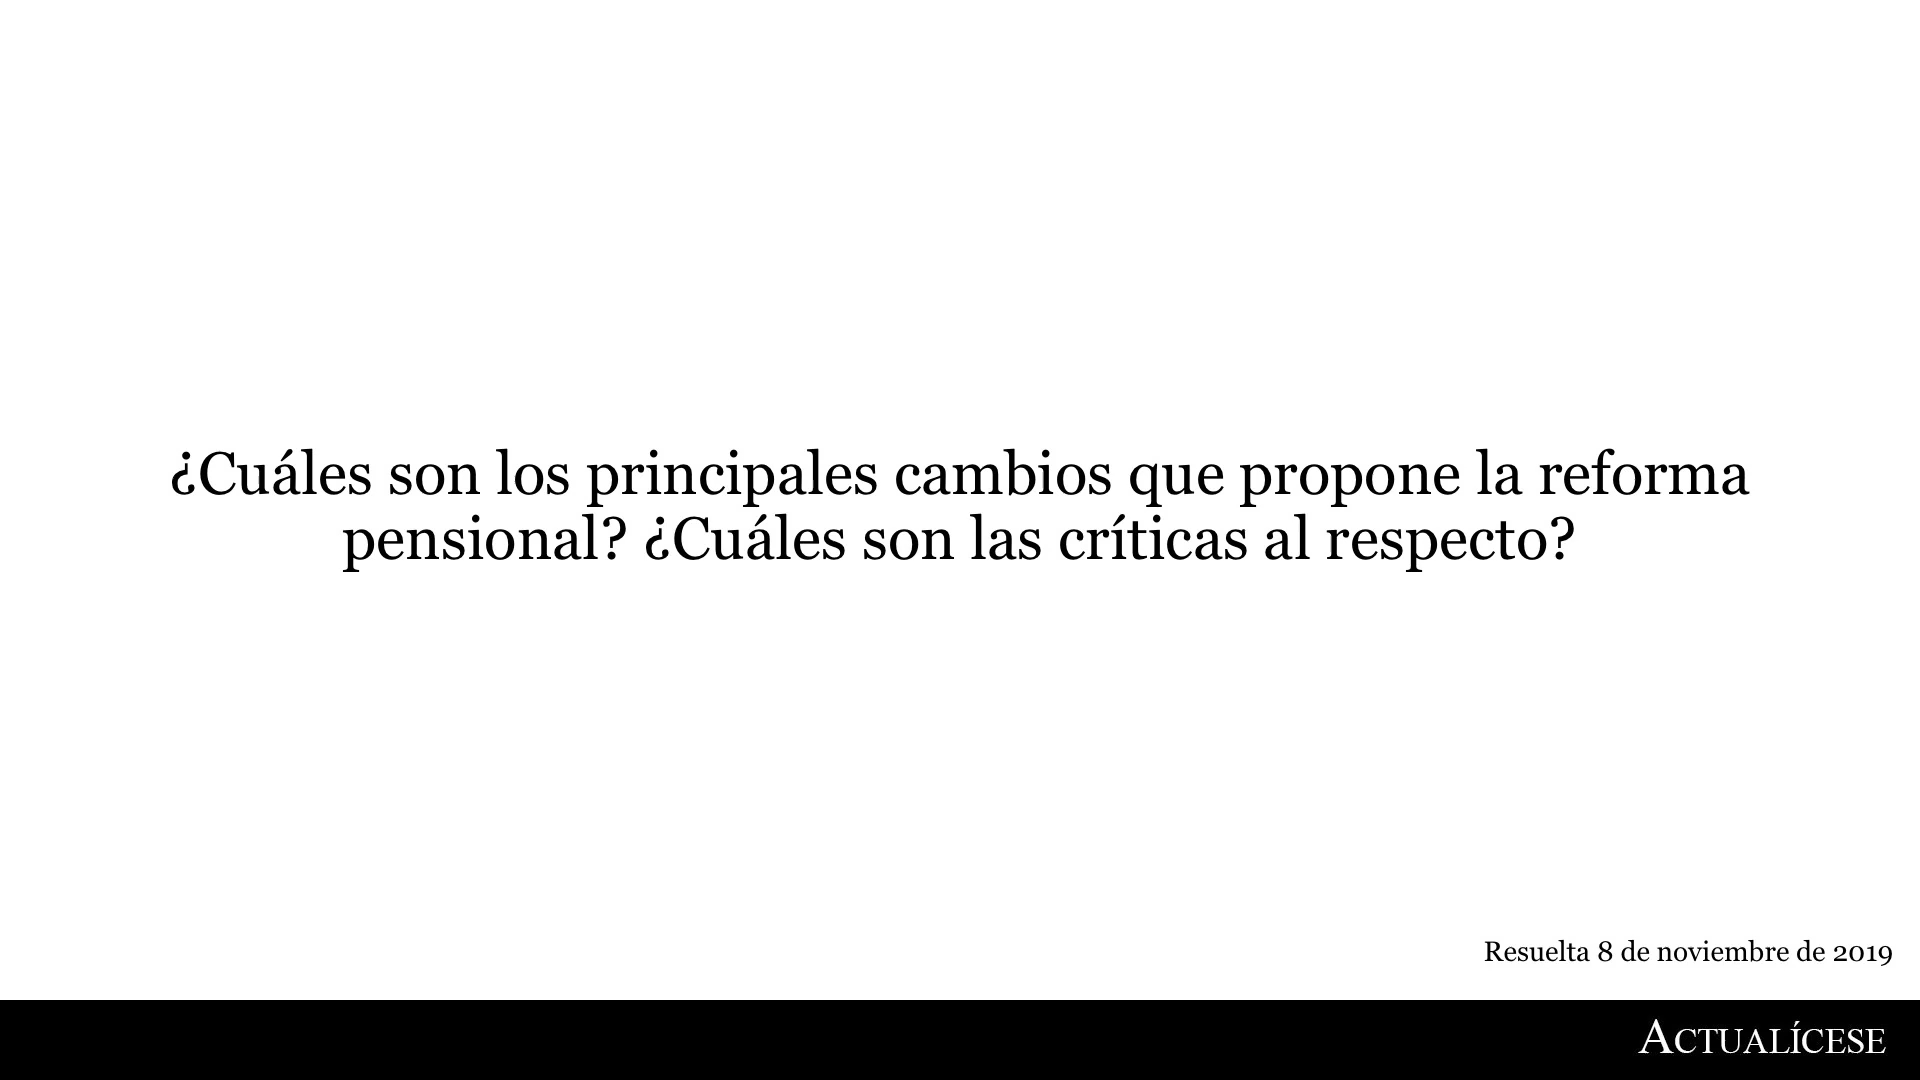 ¿Cuáles son los principales cambios que propone la reforma
pensional? ¿Cuáles son las críticas al respecto?
Resuelta 8 de noviembre de 2019
ACTUALÍCESE